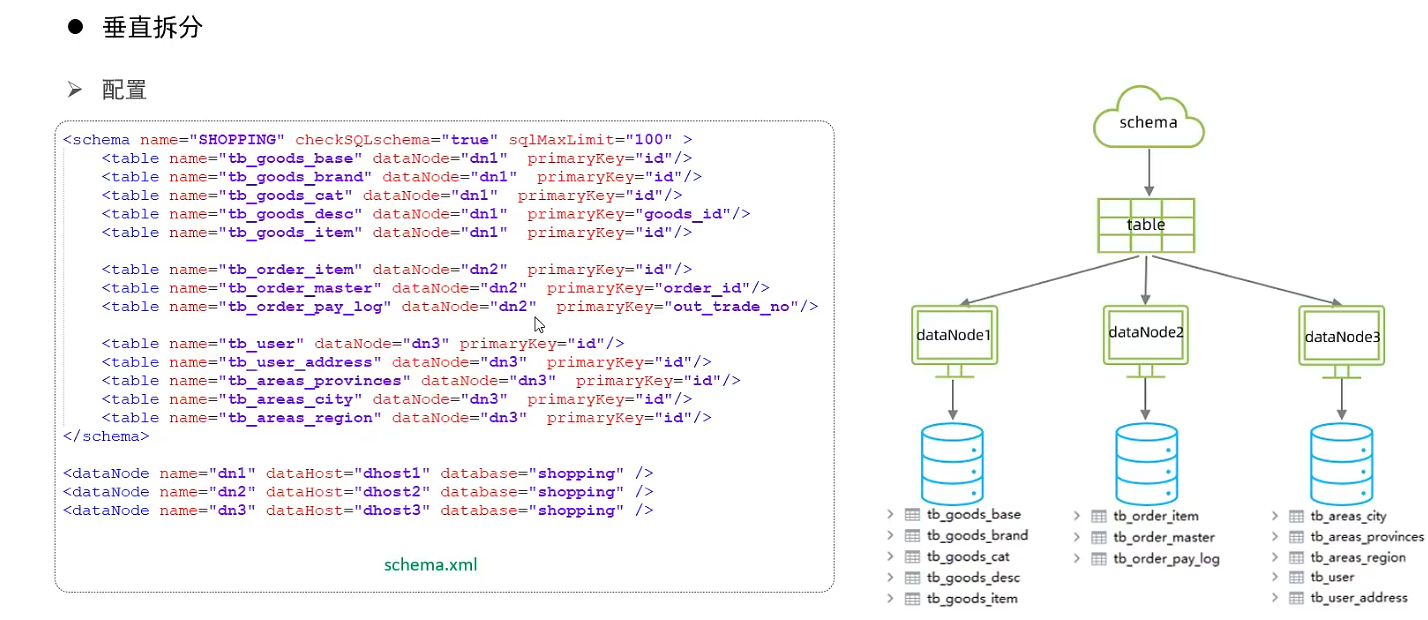 ● 垂直拆分
➢ 配置
<schema name="SHOPPING" checkSQLschema="true" sqlMaxLimit="100" >
<table name="tb_goods_base" dataNode="dn1" primaryKey="id"/>
<table name="tb_goods_brand" dataNode="dn1" primaryKey="id"/>
<table name="tb_goods_cat" dataNode="dn1" primaryKey="id"/>
<table name="tb_goods_desc" dataNode="dn1" primaryKey="goods_id"/>
<table name="tb_goods_item" dataNode="dn1" primaryKey="id"/>
<table name="tb_order_item" dataNode="dn2" primaryKey="id"/>
<table name="tb_order_master" dataNode="dn2" primaryKey="order_id"/>
<table name="tb_order_pay_log" dataNode="dn2" primaryKey="out_trade_no"/>
<table name="tb_user" dataNode="dn3" primaryKey="id"/>
<table name="tb_user_address" dataNode="dn3" primaryKey="id"/>
<table name="tb_areas_provinces" dataNode="dn3" primaryKey="id"/>
<table name="tb_areas_city" dataNode="dn3" primaryKey="id"/>
<table name="tb_areas_region" dataNode="dn3" primaryKey="id"/>
</schema>
<dataNode name="dn1" dataHost="dhost1" database="shopping" />
<dataNode name="dn2" dataHost="dhost2" database="shopping" />
<dataNode name="dn3" dataHost="dhost3" database="shopping" />
schema.xml
schema
table
dataNode1
dataNode2
dataNode3
tb_goods_base
tb_goods_brand
tb_goods_cat
tb_goods_desc
tb_goods_item
tb_order_item
tb_order_master
tb_order_pay_log
tb_areas_city
tb_areas_provinces
tb_areas_region
tb_user
tb_user_address